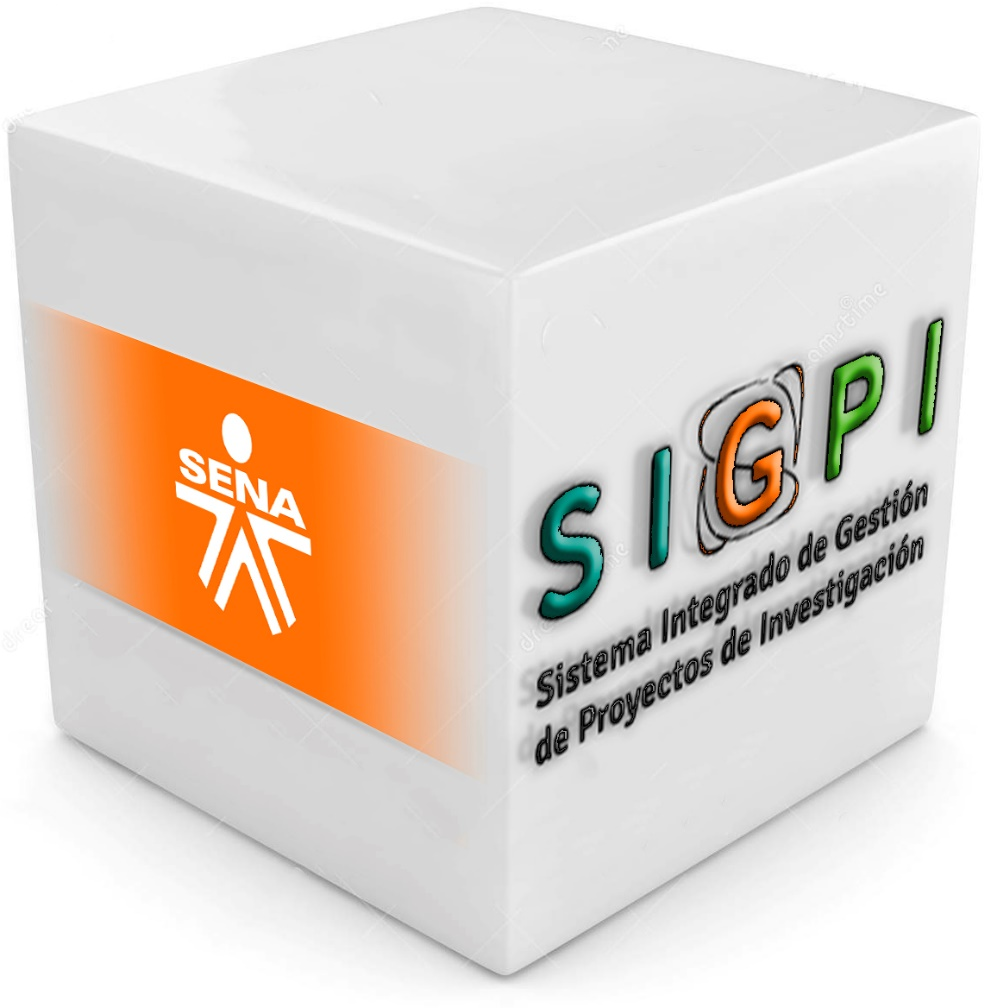 SENA
SIGPI
Sistema Integrado de Gestión
de Proyectos de Investigación